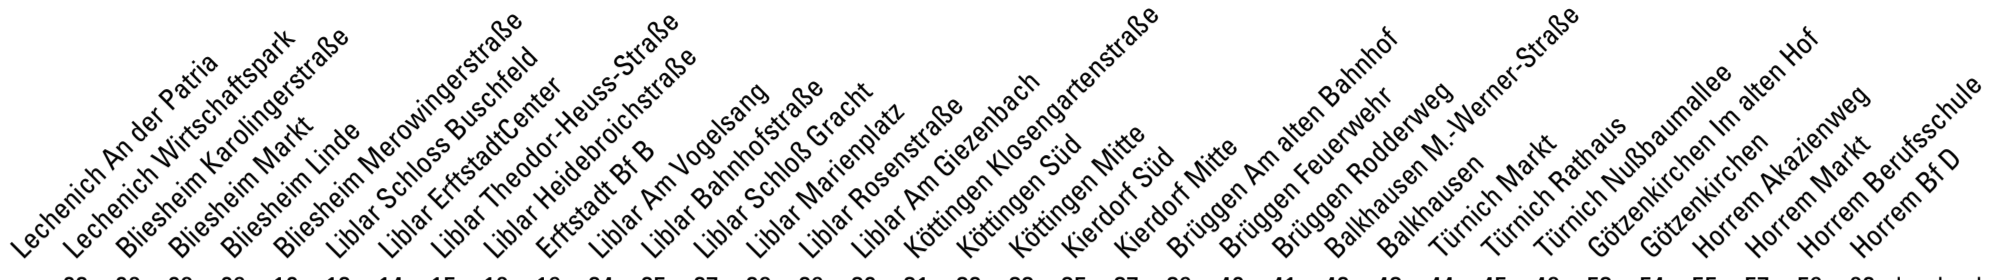 Lechenich An der Patria
Lechenich Wirtschaftspark
Bliesheim Karolingerstraße
Bliesheim Markt
Bliesheim Linde
Bliesheim Merowingerstraße
Liblar Schloss Buschfeld
Liblar ErftstadtCenter
Liblar Theodor-Heuss-Straße
Liblar Heidebroichstraße
Erftstadt Bf B
Liblar Am Vogelsang
Liblar Bahnhofstraße
Liblar Schloß Gracht
Liblar Marienplatz
Liblar Rosenstraße
Liblar Am Giezenbach
Köttingen Klosengartenstraße
Köttingen Süd
Köttingen Mitte
Kierdorf Süd
Kierdorf Mitte
Brüggen Am alten Bahnhof
Brüggen Feuerwehr
Brüggen Rodderweg
Balkhausen M.-Werner-Straße
Balkhausen
Türnich Markt
Türnich Rathaus
Türnich Nußbaumallee
Götzenkirchen Im alten Hof
Götzenkirchen
Horrem Akazienweg
Horrem Markt
Horrem Berufsschule
Horrem Bf D